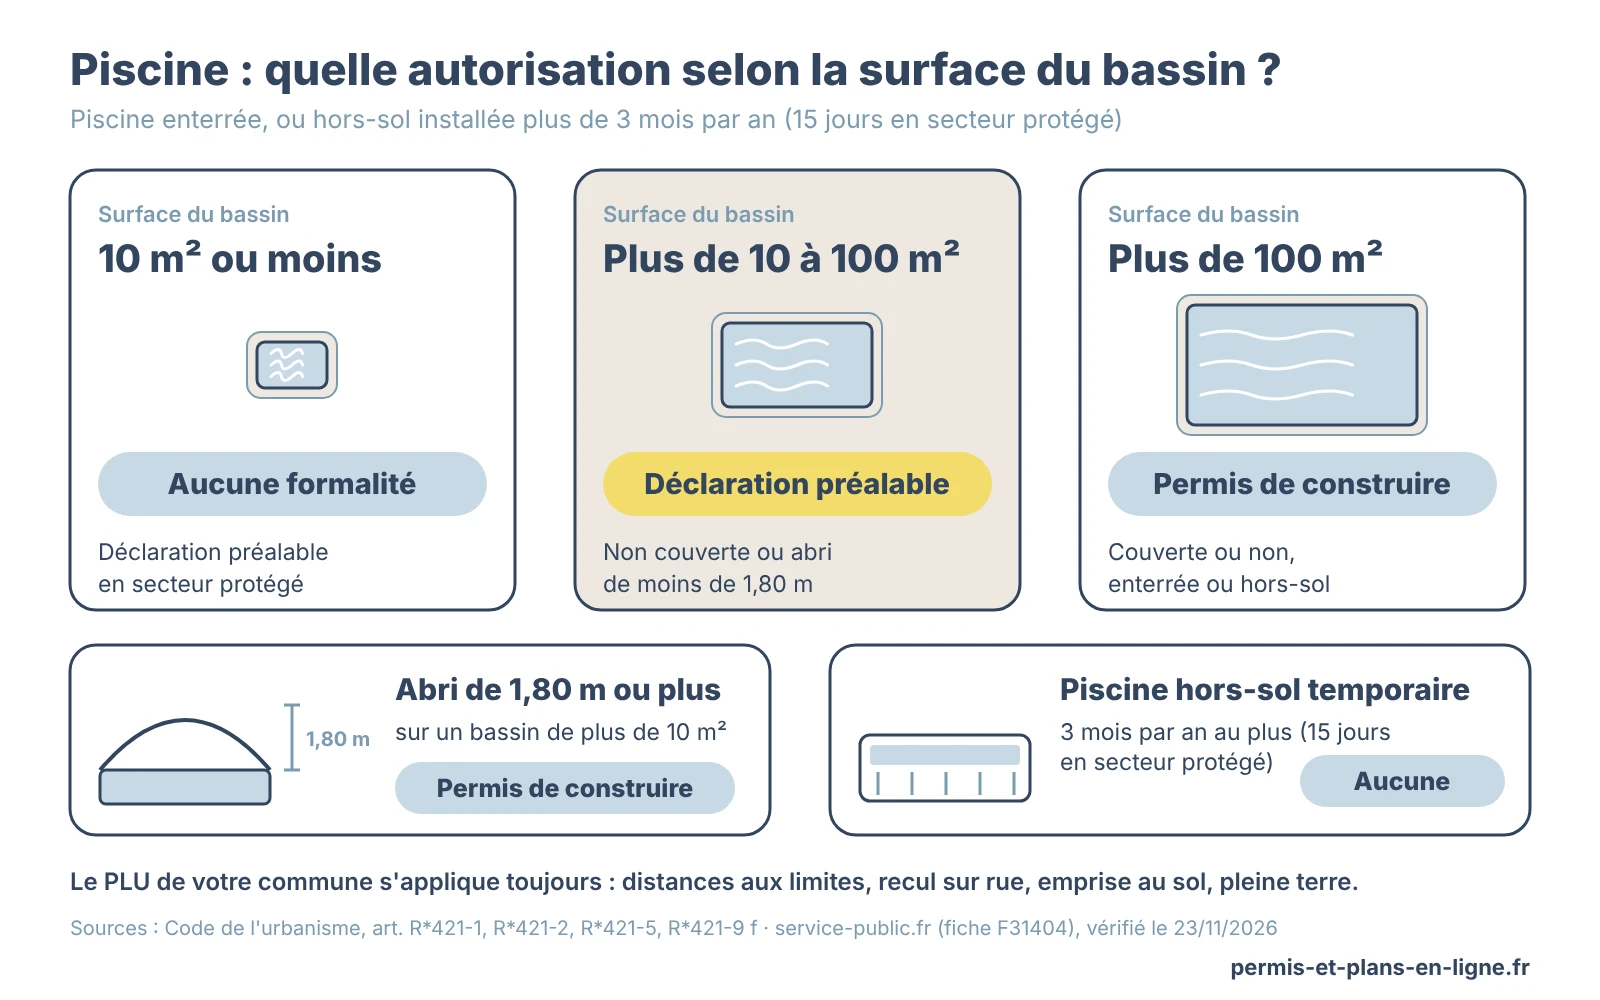 Piscine : quelle autorisation selon la surface du bassin ?
Piscine enterrée, ou hors-sol installée plus de 3 mois par an (15 jours en secteur protégé)
Surface du bassin
10 m² ou moins
Aucune formalité
Déclaration préalable
en secteur protégé
Surface du bassin
Plus de 10 à 100 m²
Déclaration préalable
Non couverte ou abri
de moins de 1,80 m
Surface du bassin
Plus de 100 m²
Permis de construire
Couverte ou non,
enterrée ou hors-sol
1,80 m
Abri de 1,80 m ou plus
sur un bassin de plus de 10 m²
Permis de construire
Piscine hors-sol temporaire
3 mois par an au plus (15 jours
en secteur protégé)
Aucune
Le PLU de votre commune s'applique toujours : distances aux limites, recul sur rue, emprise au sol, pleine terre.
Sources : Code de l'urbanisme, art. R*421-1, R*421-2, R*421-5, R*421-9 f · service-public.fr (fiche F31404), vérifié le 23/11/2026
permis-et-plans-en-ligne.fr